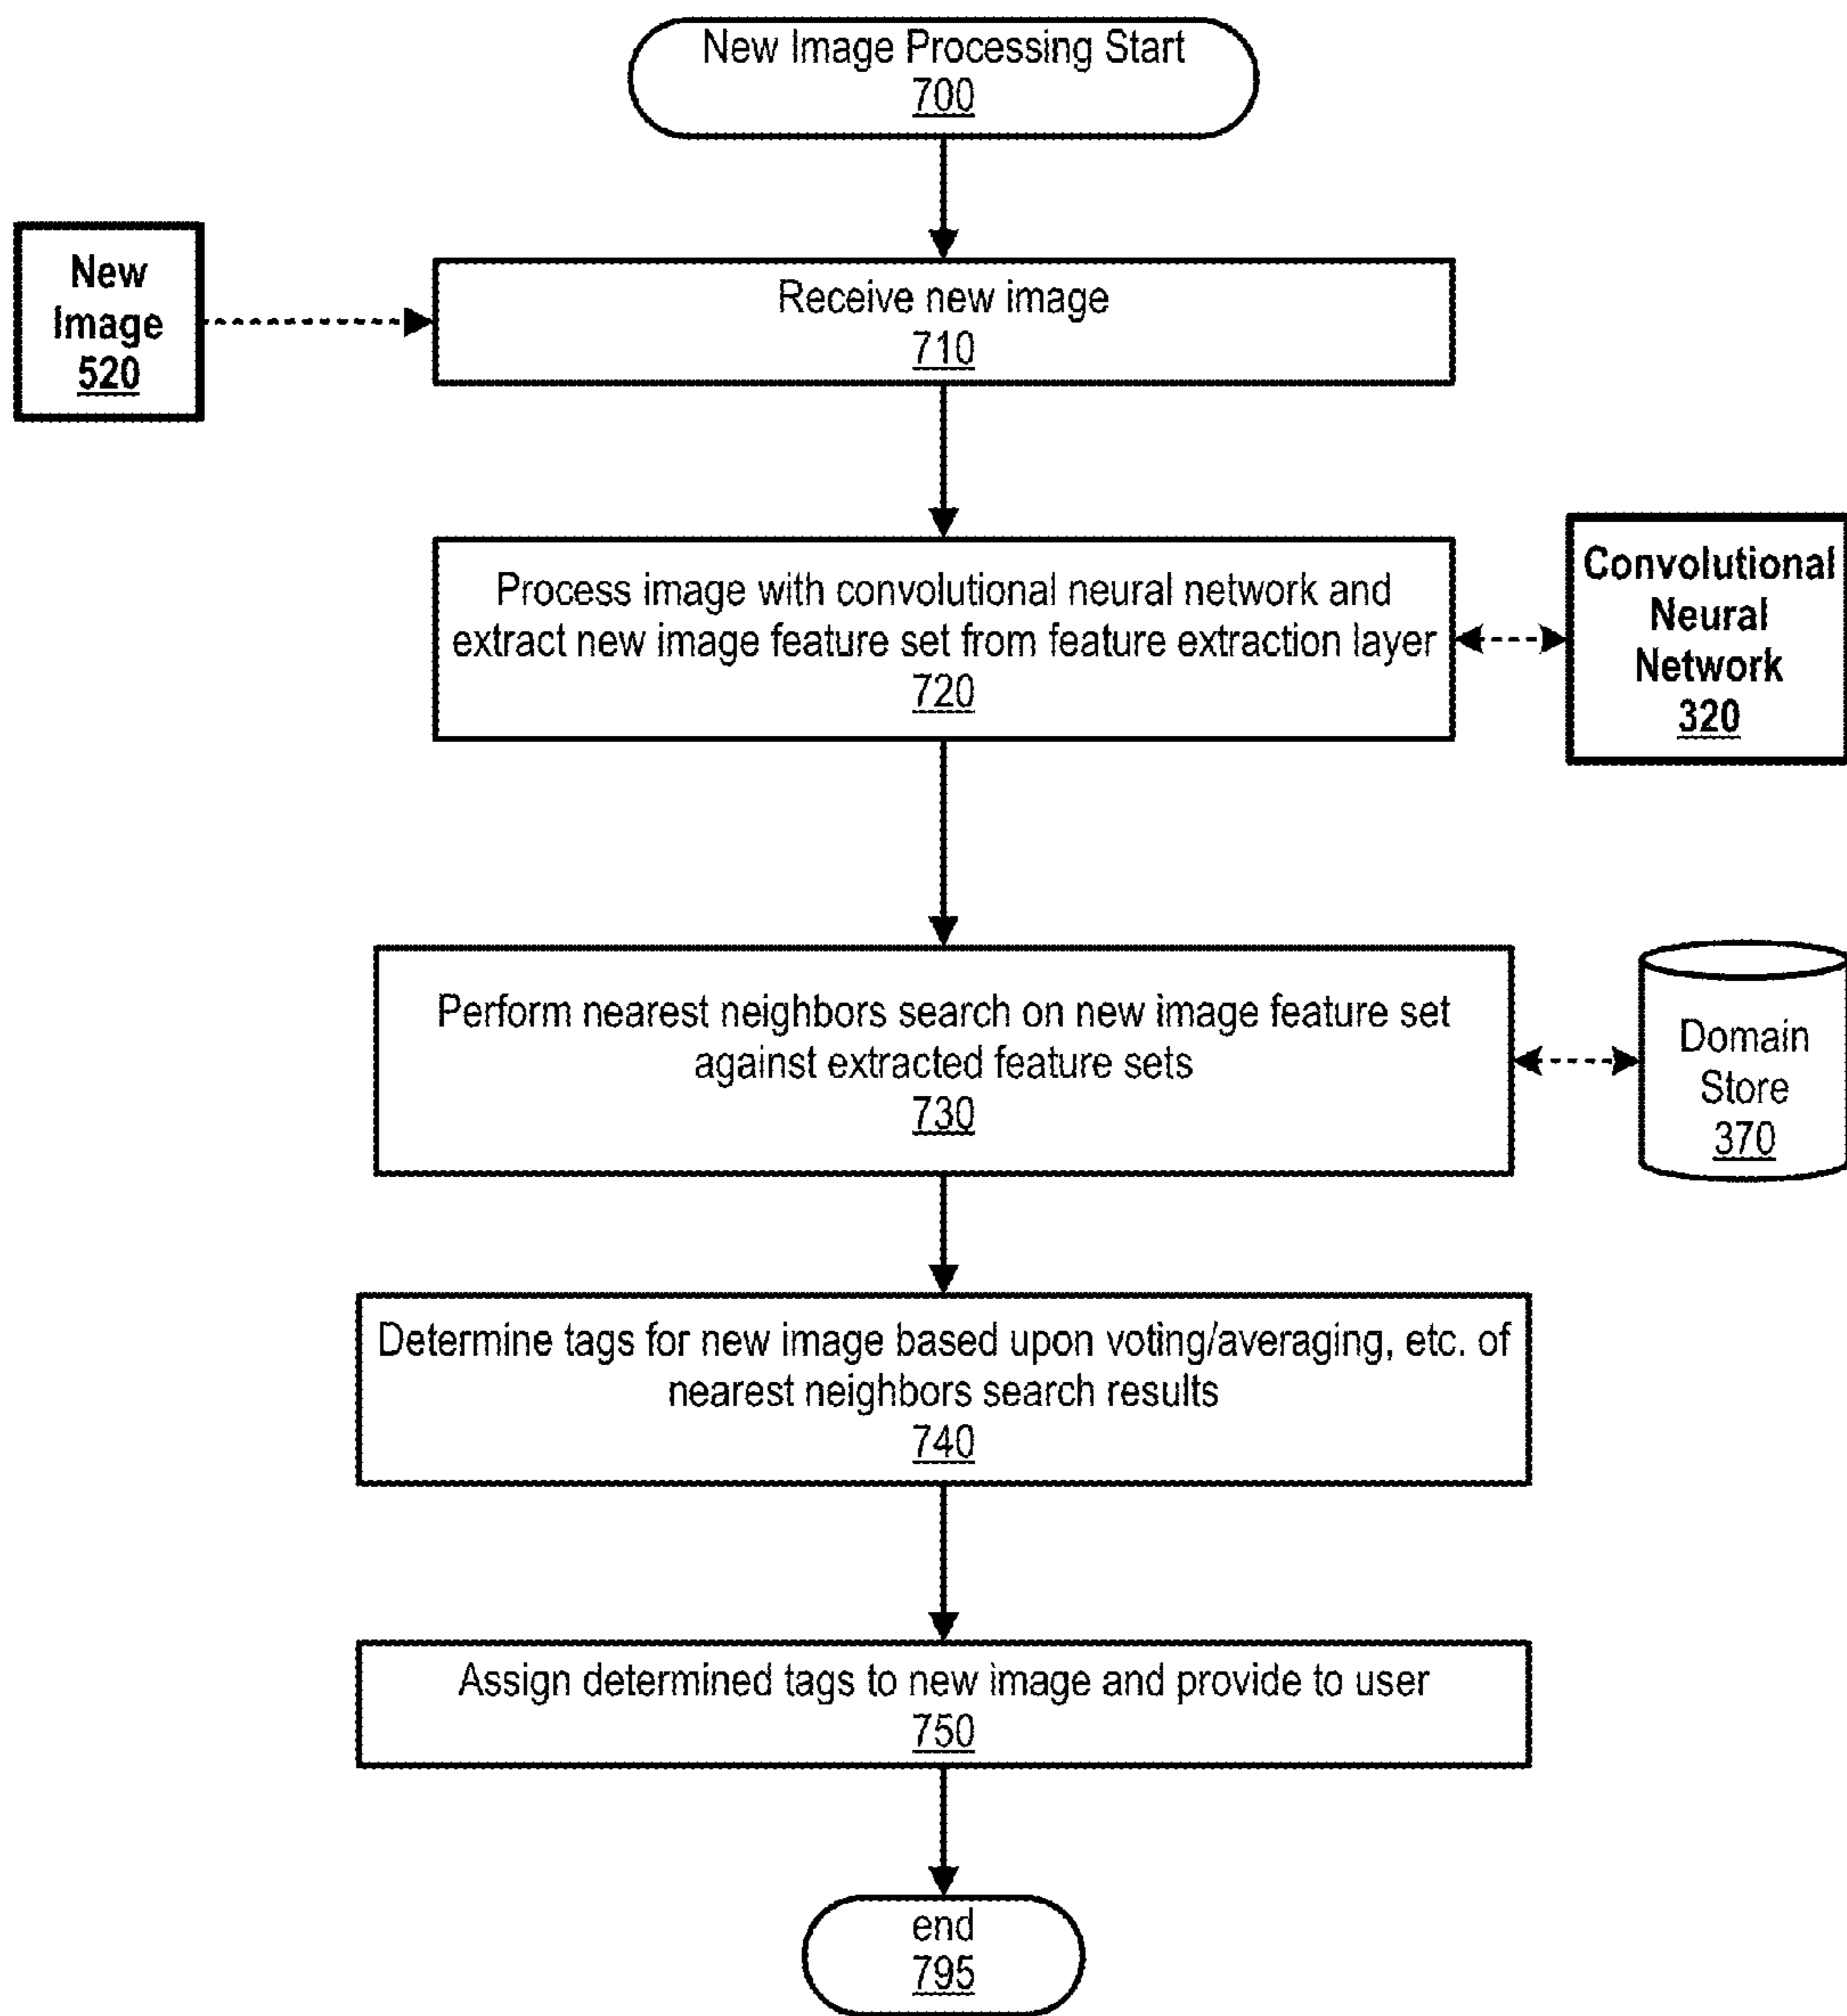 New Image Processing Start
700
New
Image
520
Receive new image
710
Process image with convolutional neural network and
extract new image feature set from feature extraction layer
720
Convolutional
Neural
Network
320
Perform nearest neighbors search on new image feature set
against extracted feature sets
730
Domain
Store
370
Determine tags for new image based upon voting/averaging, etc. of
nearest neighbors search results
740
Assign determined tags to new image and provide to user
750
end
795